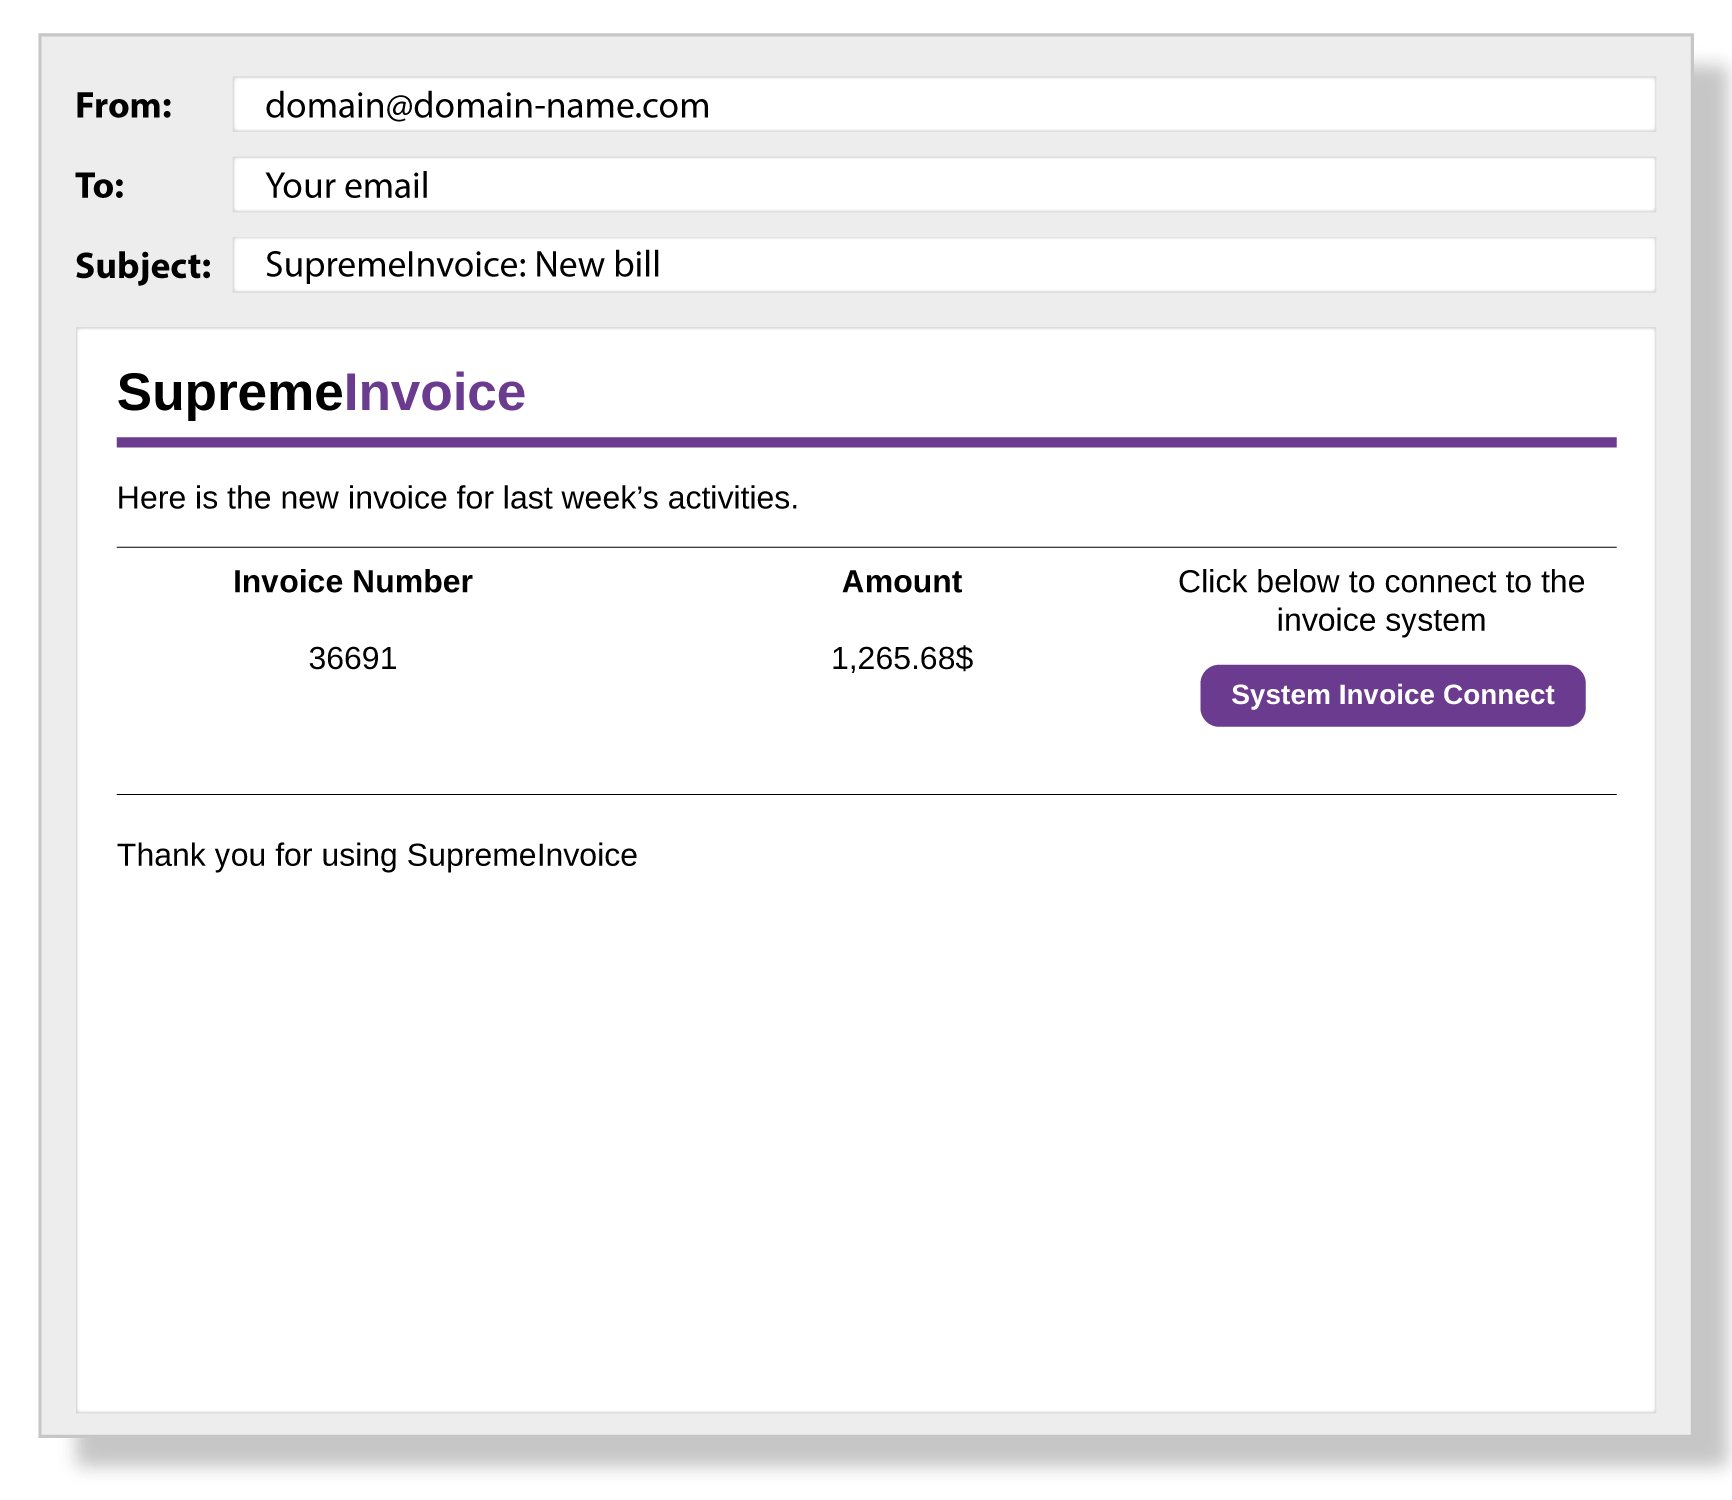 From: domain@domain-name.com
To: Your email
Subject: SupremeInvoice: New bill
SupremeInvoice
Here is the new invoice for last week’s activities.
Invoice Number
36691
Amount
1,265.68$
Click below to connect to the
invoice system
System Invoice Connect
Thank you for using SupremeInvoice